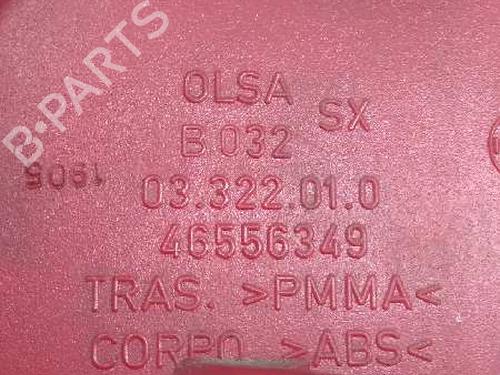 B-PARTS
OLSA SX
B 032
1905
03.322.01.0
46556349
TRAS. >PMMA<
CORPO >ABS<